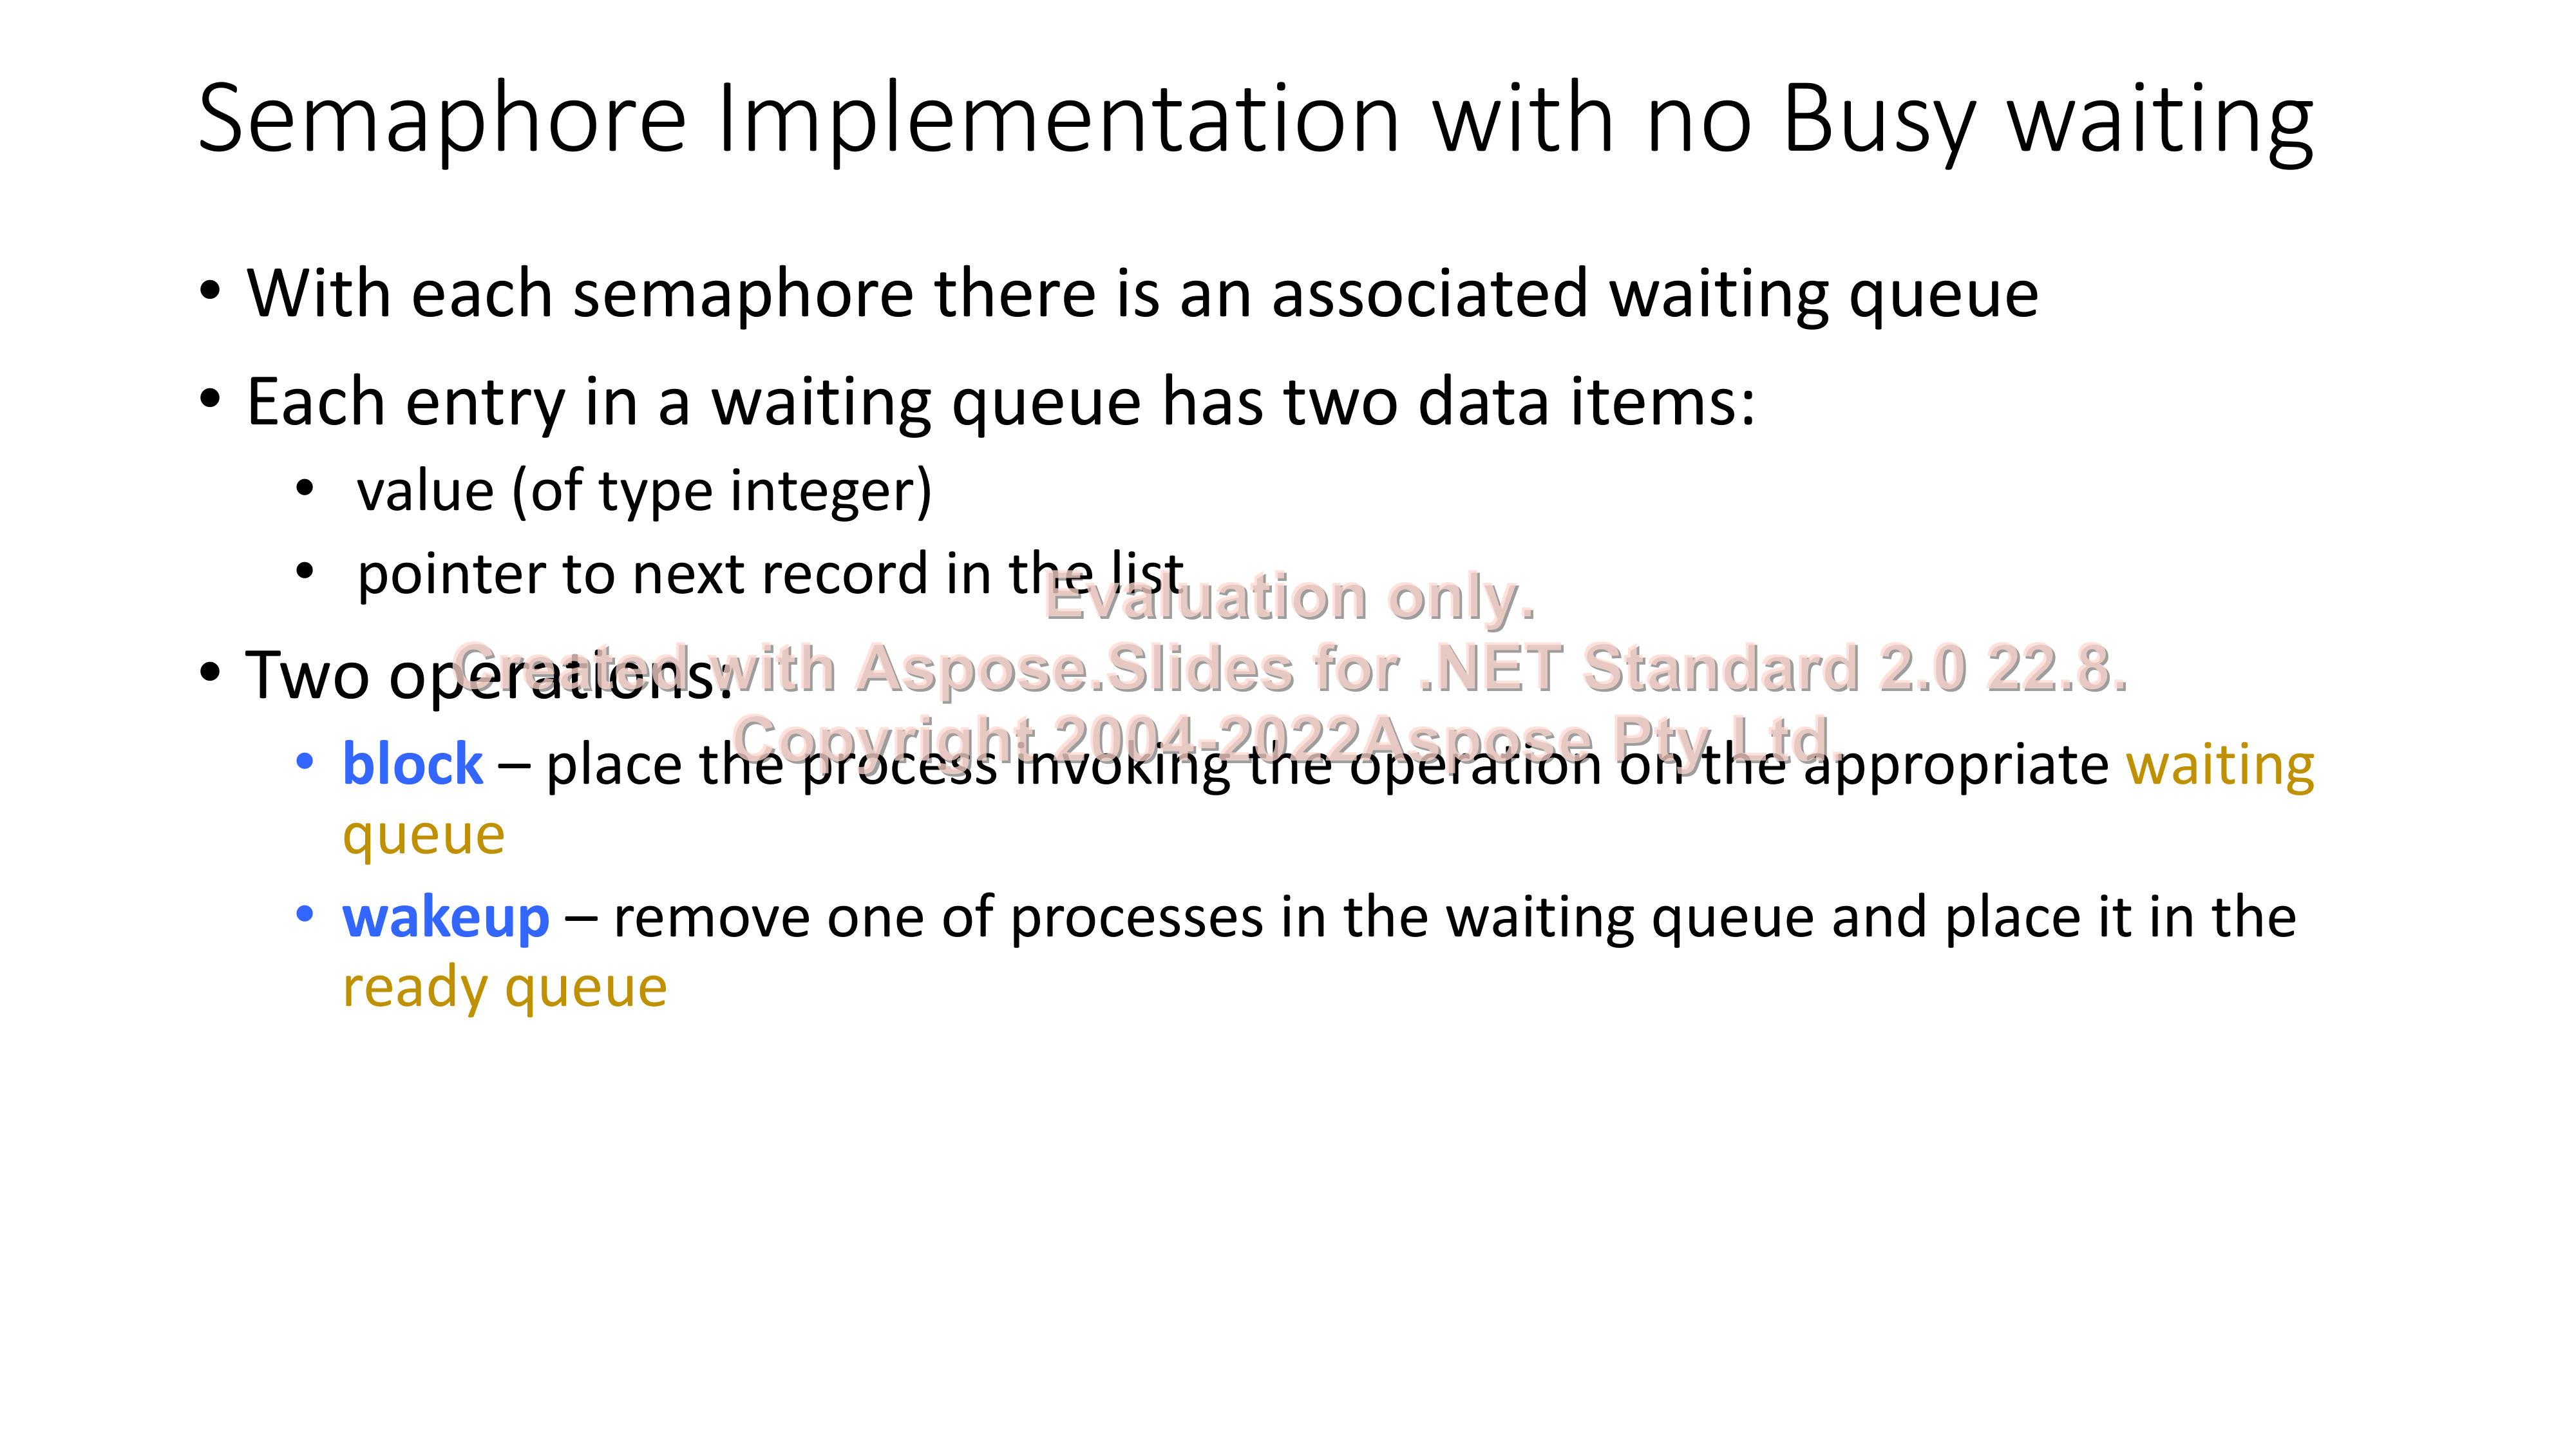 Semaphore Implementation with no Busy waiting
• With each semaphore there is an associated waiting queue
• Each entry in a waiting queue has two data items:
• value (of type integer)
• pointer to next record in the list
Evaluation only.
• Two operations:
Created with Aspose.Slides for .NET Standard 2.0 22.8.
Copyright 2004-2022Aspose Pty Ltd.
• block – place the process invoking the operation on the appropriate waiting
queue
• wakeup – remove one of processes in the waiting queue and place it in the
ready queue